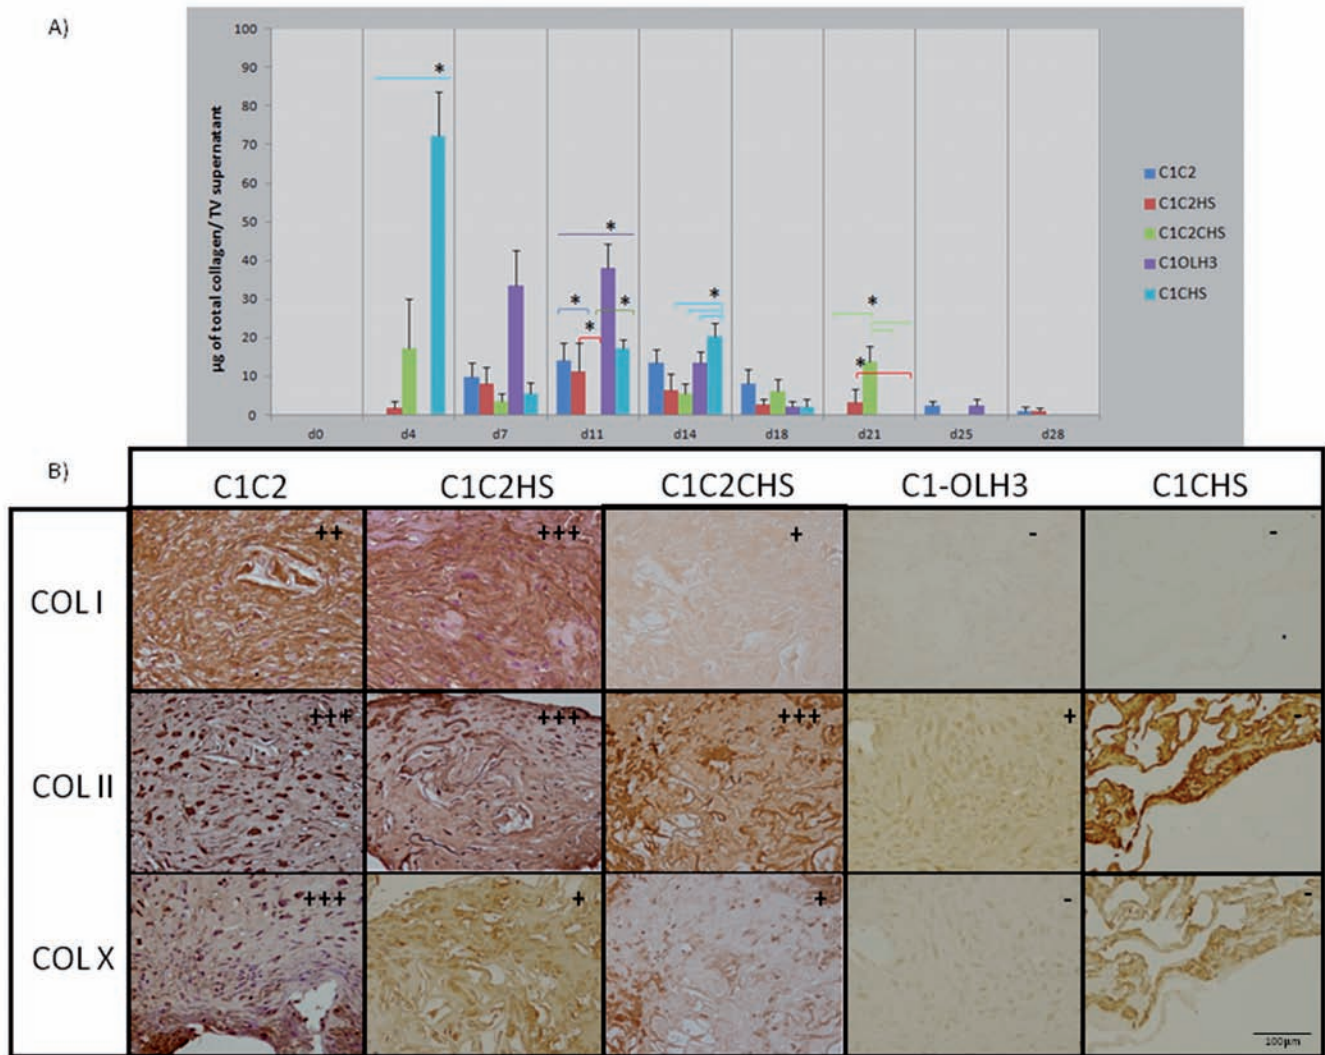 A)
µg of total collagen/ TV supernatant
100
90
80
70
60
50
40
30
20
10
0
*
* * * *
*
* *
d0 d4 d7 d11 d14 d18 d21 d25 d28
C1C2
C1C2HS
C1C2CHS
C1OLH3
C1CHS
B)
C1C2 C1C2HS C1C2CHS C1-OLH3 C1CHS
COL I ++ +++ + - -
COL II +++ +++ +++ + -
COL X +++ + + - -
100µm